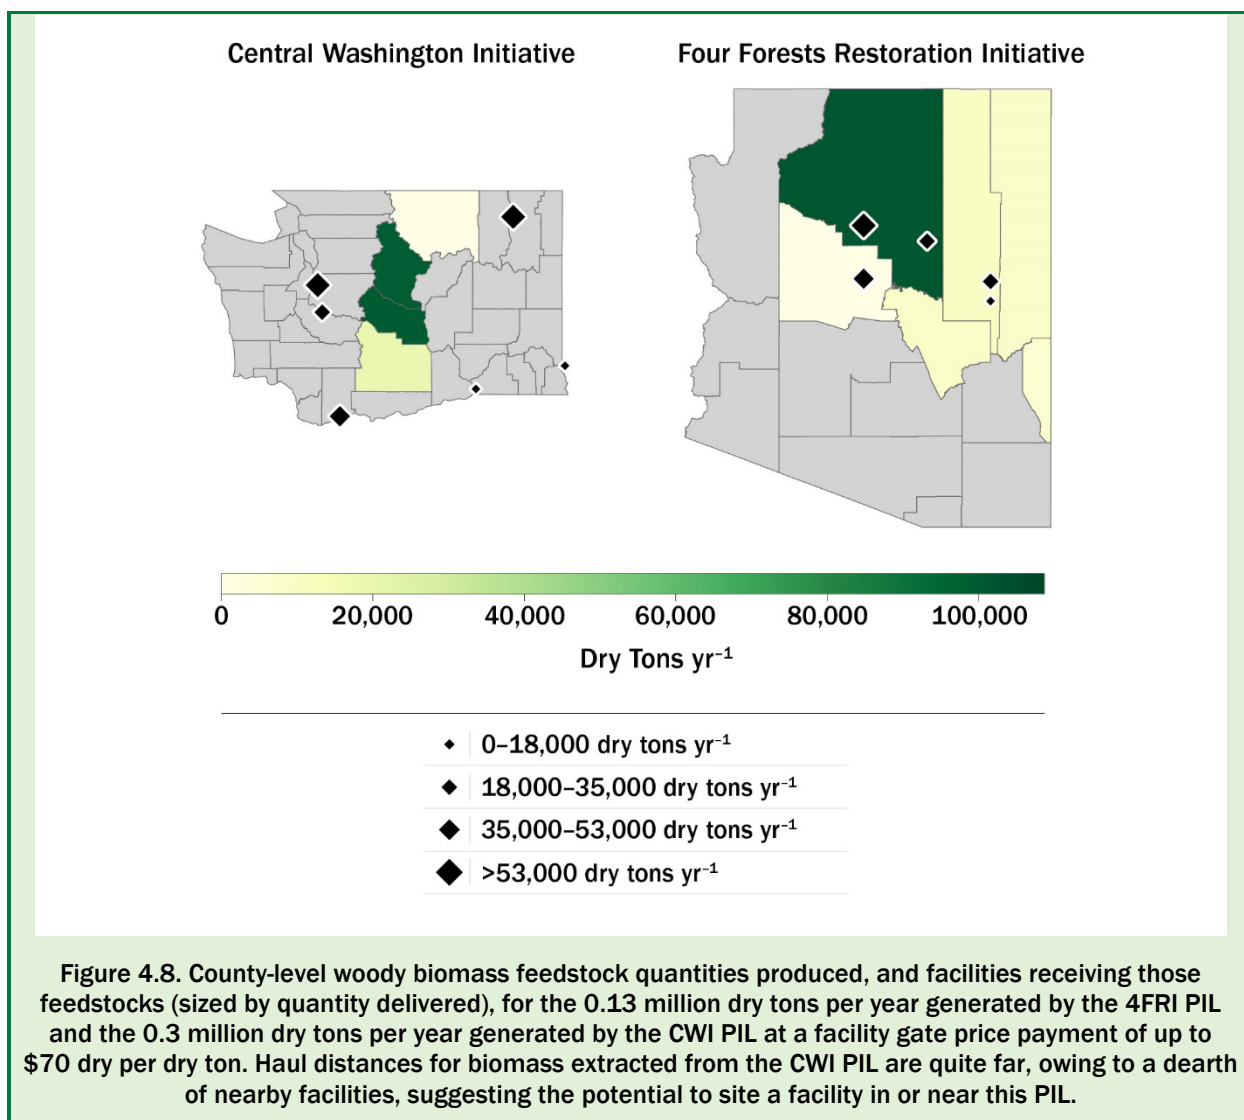 Central Washington Initiative
Four Forests Restoration Initiative
0 20,000 40,000 60,000 80,000 100,000
Dry Tons yr⁻¹
0–18,000 dry tons yr⁻¹
18,000–35,000 dry tons yr⁻¹
35,000–53,000 dry tons yr⁻¹
>53,000 dry tons yr⁻¹
Figure 4.8. County-level woody biomass feedstock quantities produced, and facilities receiving those
feedstocks (sized by quantity delivered), for the 0.13 million dry tons per year generated by the 4FRI PIL
and the 0.3 million dry tons per year generated by the CWI PIL at a facility gate price payment of up to
$70 dry per dry ton. Haul distances for biomass extracted from the CWI PIL are quite far, owing to a dearth
of nearby facilities, suggesting the potential to site a facility in or near this PIL.